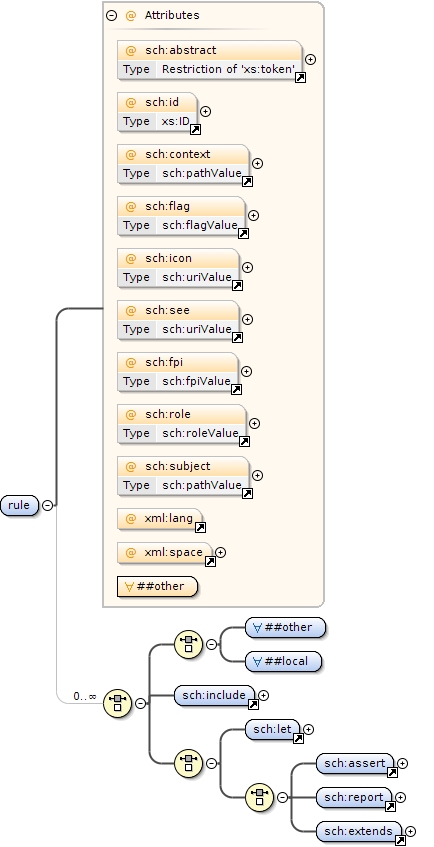 @ Attributes
@ sch:abstract
Type Restriction of 'xs:token'
@ sch:id
Type xs:ID
@ sch:context
Type sch:pathValue
@ sch:flag
Type sch:flagValue
@ sch:icon
Type sch:uriValue
@ sch:see
Type sch:uriValue
@ sch:fpi
Type sch:fpiValue
@ sch:role
Type sch:roleValue
@ sch:subject
Type sch:pathValue
rule
@ xml:lang
@ xml:space
∀ ##other
∀ ##other
∀ ##local
0..∞
sch:include
sch:let
sch:assert
sch:report
sch:extends